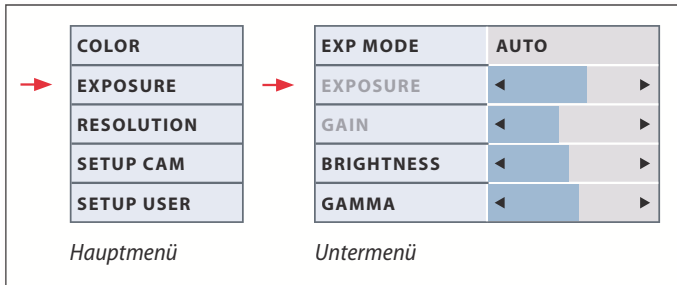 COLOR
EXPOSURE
RESOLUTION
SETUP CAM
SETUP USER
Hauptmenü
EXP MODE AUTO
EXPOSURE
GAIN
BRIGHTNESS
GAMMA
Untermenü